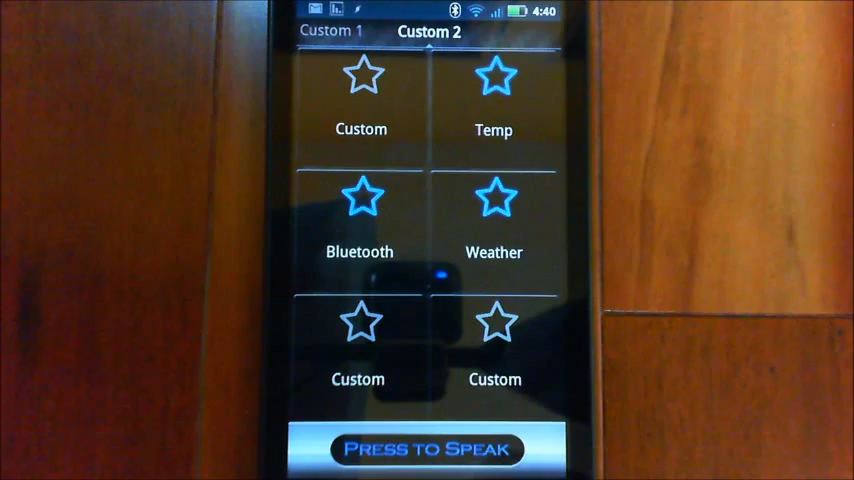 4:40
Custom 1 Custom 2
Custom Temp
Bluetooth Weather
Custom Custom
PRESS TO SPEAK